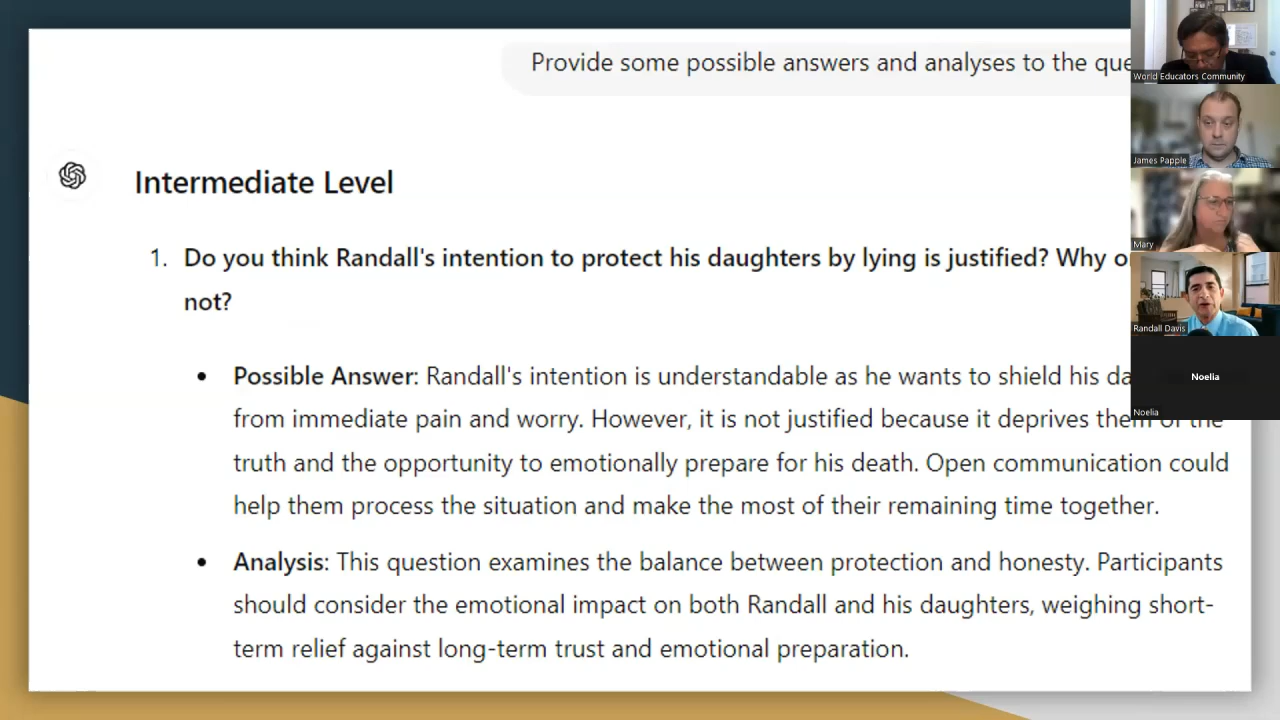 Provide some possible answers and analyses to the
Intermediate Level
1. Do you think Randall's intention to protect his daughters by lying is justified? Why
not?
• Possible Answer: Randall's intention is understandable as he wants to shield his
from immediate pain and worry. However, it is not justified because it deprives them of the
truth and the opportunity to emotionally prepare for his death. Open communication could
help them process the situation and make the most of their remaining time together.
• Analysis: This question examines the balance between protection and honesty. Participants
should consider the emotional impact on both Randall and his daughters, weighing short-
term relief against long-term trust and emotional preparation.
World Educators Community
James Papple
Mary
Randall Davis
Noelia
Noelia